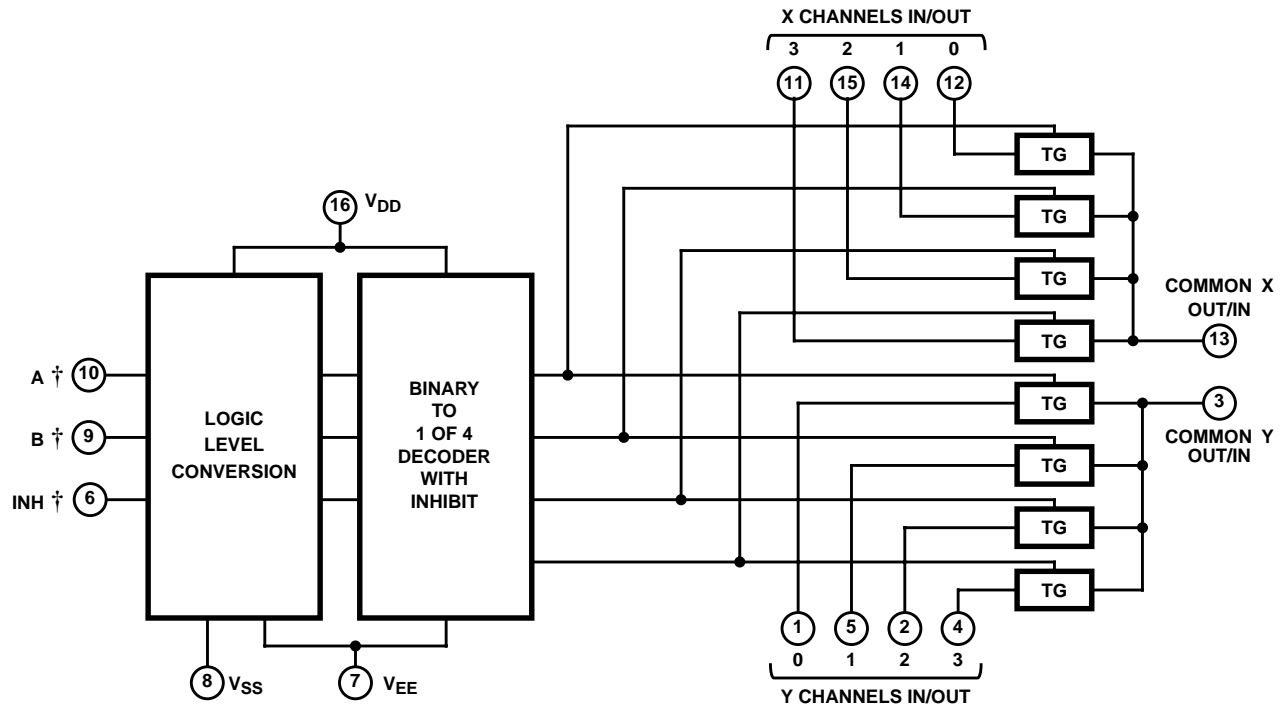 X CHANNELS IN/OUT
3 2 1 0
11 15 14 12
TG
TG
16 VDD
TG
COMMON X
OUT/IN
TG
13
A † 10
B † 9
INH † 6
LOGIC
LEVEL
CONVERSION
BINARY
TO
1 OF 4
DECODER
WITH
INHIBIT
TG
3
COMMON Y
OUT/IN
TG
TG
TG
1 5 2 4
0 1 2 3
Y CHANNELS IN/OUT
8 VSS
7 VEE